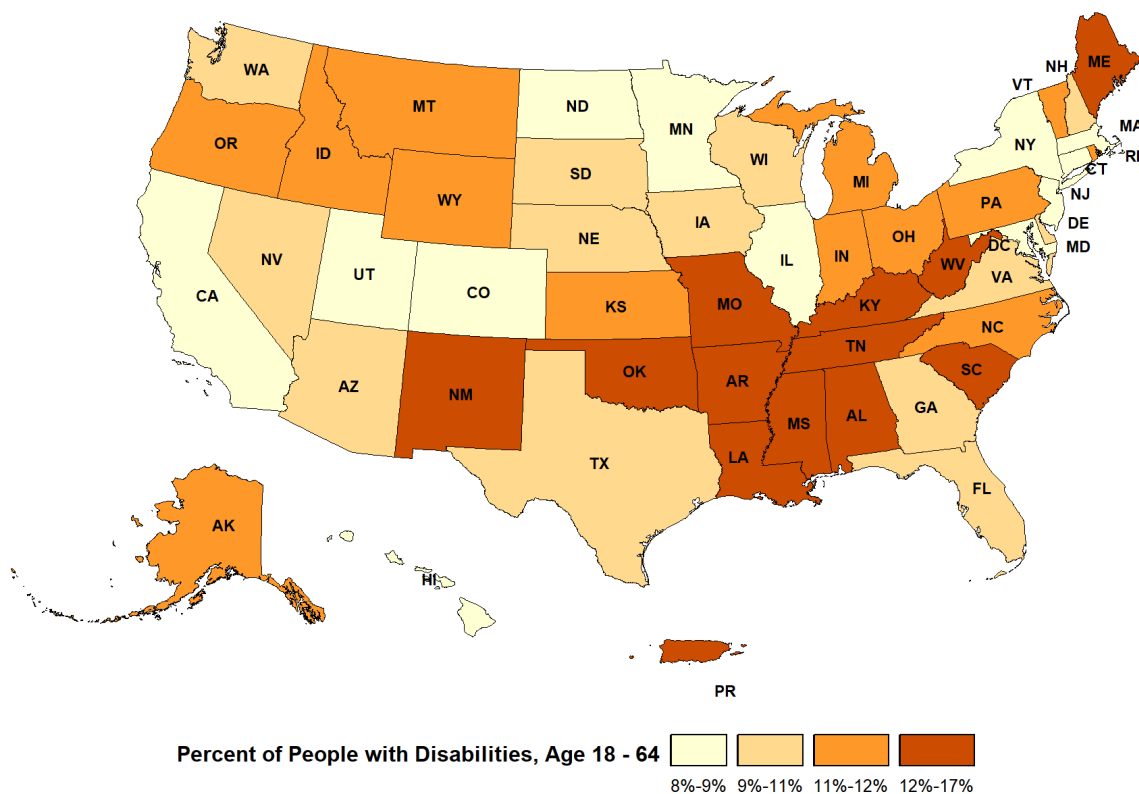 ME
NH
VT
WA
MT
ND
MN
MA
OR
ID
WI
NY
RI
SD
MI
CT
WY
PA
NJ
IA
NE
OH
DE
DC
MD
NV
UT
IL
IN
WV
CO
VA
CA
KS
MO
KY
NC
TN
OK
AR
SC
AZ
NM
GA
MS
AL
LA
TX
FL
AK
HI
PR
Percent of People with Disabilities, Age 18 - 64
8%-9% 9%-11% 11%-12% 12%-17%